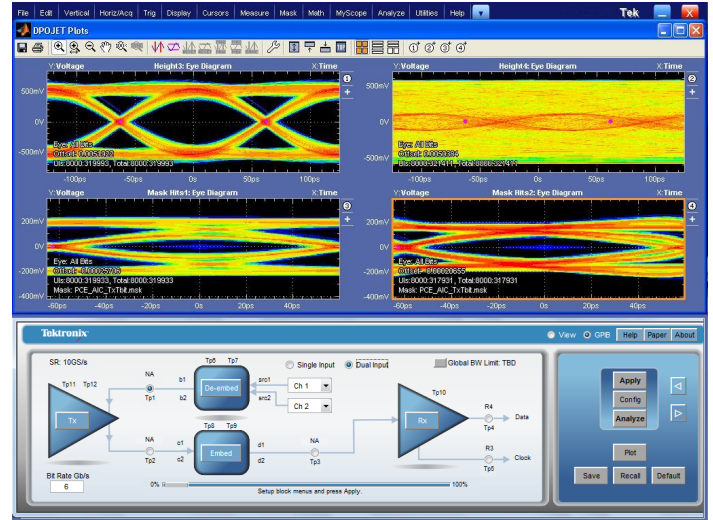 File Edit Vertical Horiz/Acq Trig Display Cursors Measure Mask Math MyScope Analyze Utilities Help Tek
DPOJET Plots
Y:Voltage Height3: Eye Diagram X:Time
1
500mV
0V
-500mV
Eye: All Bits
UIs:8000:319993, Total:8000:319993
-100ps -50ps 0s 50ps 100ps
Y:Voltage Height4: Eye Diagram X:Time
2
500mV
0V
-500mV
Eye: All Bits
-100ps -50ps 0s 50ps 100ps
Y:Voltage Mask Hits1: Eye Diagram X:Time
3
200mV
0V
-200mV
-400mV
Eye: All Bits
UIs:8000:319933, Total:8000:319933
Mask: PCE_AIC_TxTbit.msk
-60ps -40ps -20ps 0s 20ps 40ps
Y:Voltage Mask Hits2: Eye Diagram X:Time
4
200mV
0V
-200mV
-400mV
Eye: All Bits
UIs:8000:317931, Total:8000:317931
Mask: PCE_AIC_TxTbit.msk
-60ps -40ps -20ps 0s 20ps 40ps
Tektronix View GPIB Help Paper About
SR: 10GS/s
Tp11 Tp12
Tx
Bit Rate Gb/s
6
NA
Tp1
b1
b2
Tp6 Tp7
De-embed
src1
src2
Single Input Dual Input
Ch 1
Ch 2
Global BW Limit: TBD
NA
Tp2
c1
c2
Tp8 Tp9
Embed
d1
d2
NA
Tp3
Tp10
Rx
R4
Tp4
Data
R3
Tp5
Clock
0% 100%
Setup block menus and press Apply.
Apply
Config
Analyze
Plot
Save Recall Default